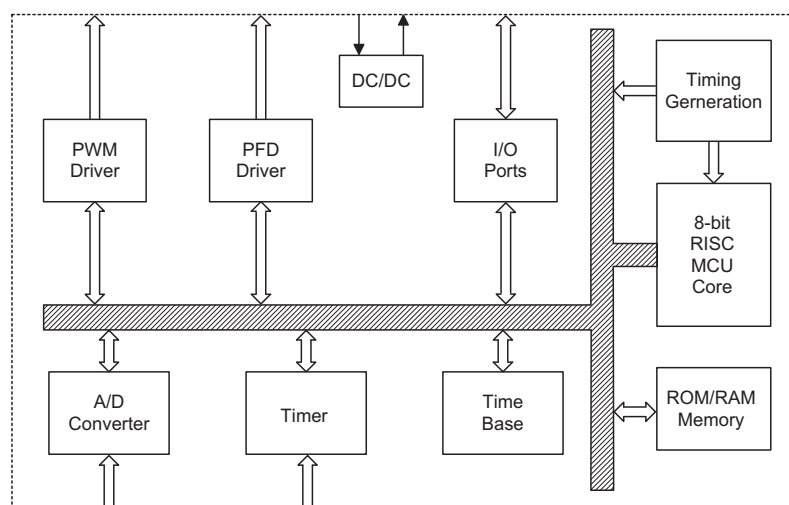 DC/DC
Timing
Gerneration
PWM
Driver
PFD
Driver
I/O
Ports
8-bit
RISC
MCU
Core
A/D
Converter
Timer
Time
Base
ROM/RAM
Memory